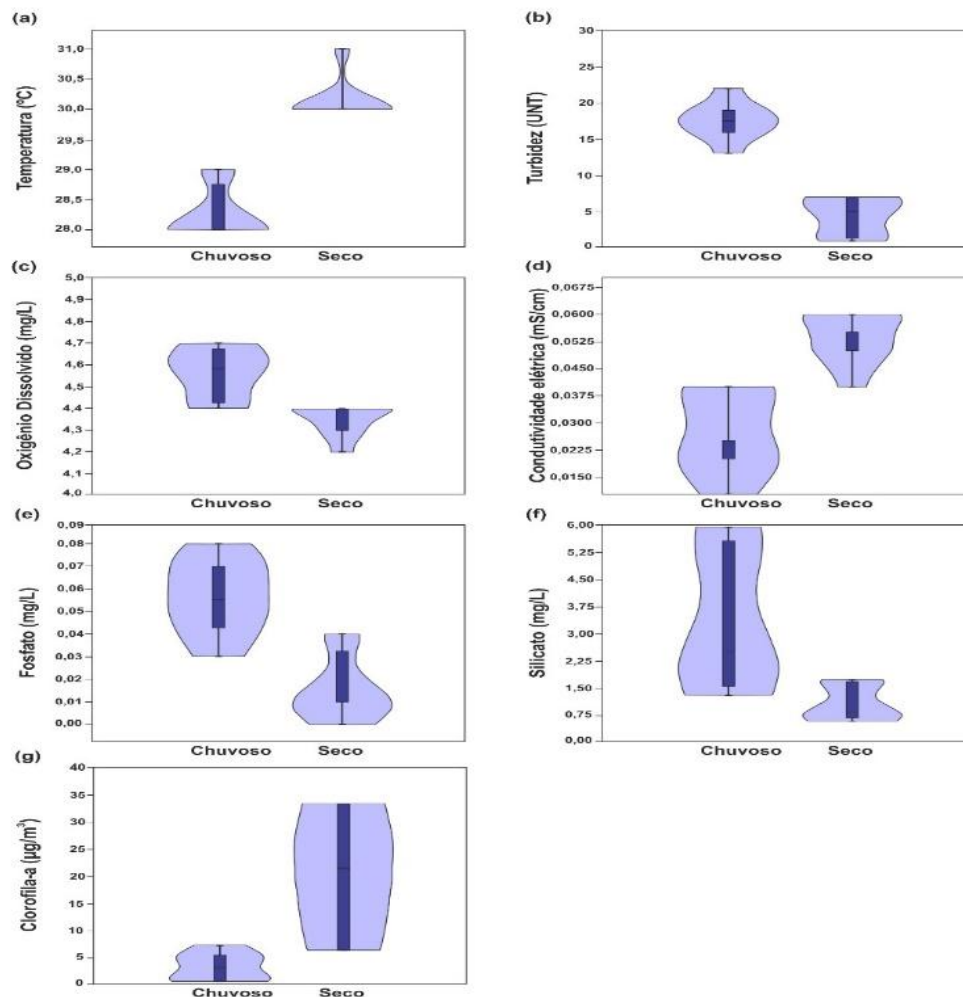 (a)
Temperatura (ºC)
31,0
30,5
30,0
29,5
29,0
28,5
28,0
Chuvoso Seco
(b)
Turbidez (UNT)
30
25
20
15
10
5
0
Chuvoso Seco
(c)
Oxigênio Dissolvido (mg/L)
5,0
4,9
4,8
4,7
4,6
4,5
4,4
4,3
4,2
4,1
4,0
Chuvoso Seco
(d)
Condutividade elétrica (mS/cm)
0,0675
0,0600
0,0525
0,0450
0,0375
0,0300
0,0225
0,0150
Chuvoso Seco
(e)
Fosfato (mg/L)
0,09
0,08
0,07
0,06
0,05
0,04
0,03
0,02
0,01
0,00
Chuvoso Seco
(f)
Silicato (mg/L)
6,00
5,25
4,50
3,75
3,00
2,25
1,50
0,75
0,00
Chuvoso Seco
(g)
Clorofila-a (µg/m³)
40
35
30
25
20
15
10
5
0
Chuvoso Seco